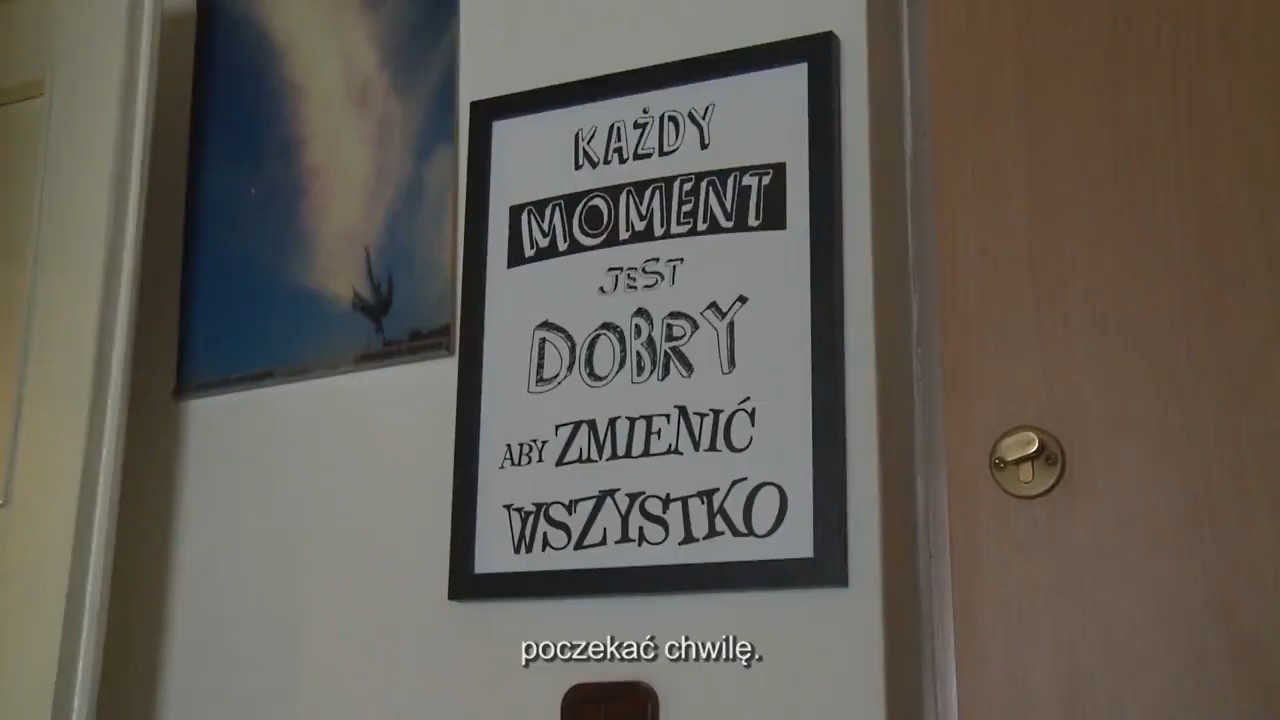 KAŻDY
MOMENT
JEST
DOBRY
ABY ZMIENIĆ
WSZYSTKO
poczekać chwilę.